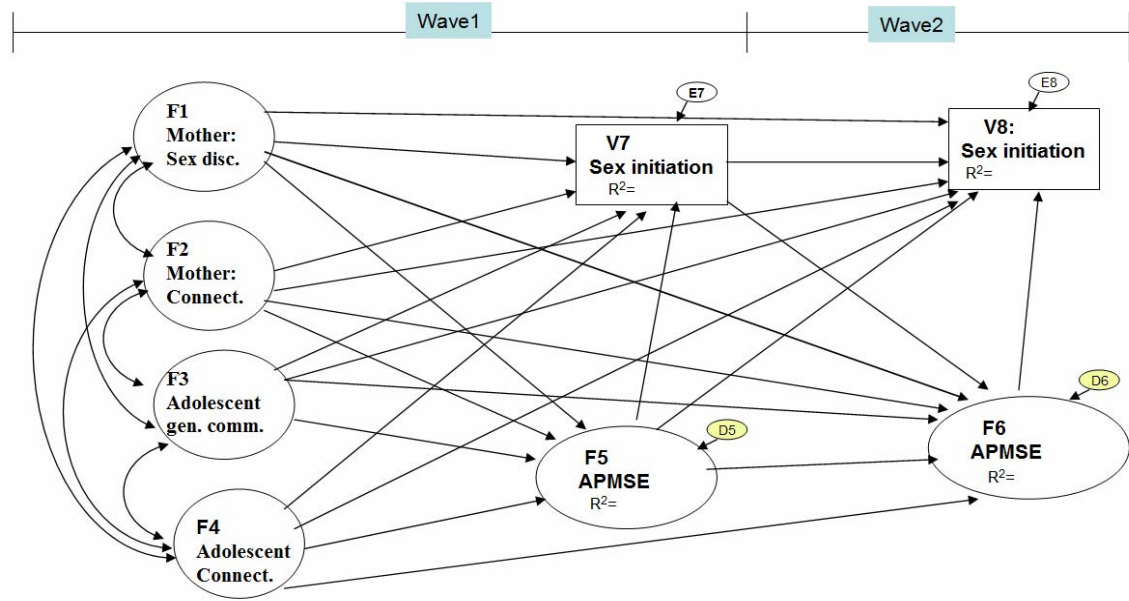 Wave1
Wave2
F1
Mother:
Sex disc.
F2
Mother:
Connect.
F3
Adolescent
gen. comm.
F4
Adolescent
Connect.
E7
V7
Sex initiation
R²=
E8
V8:
Sex initiation
R²=
D5
F5
APMSE
R²=
D6
F6
APMSE
R²=